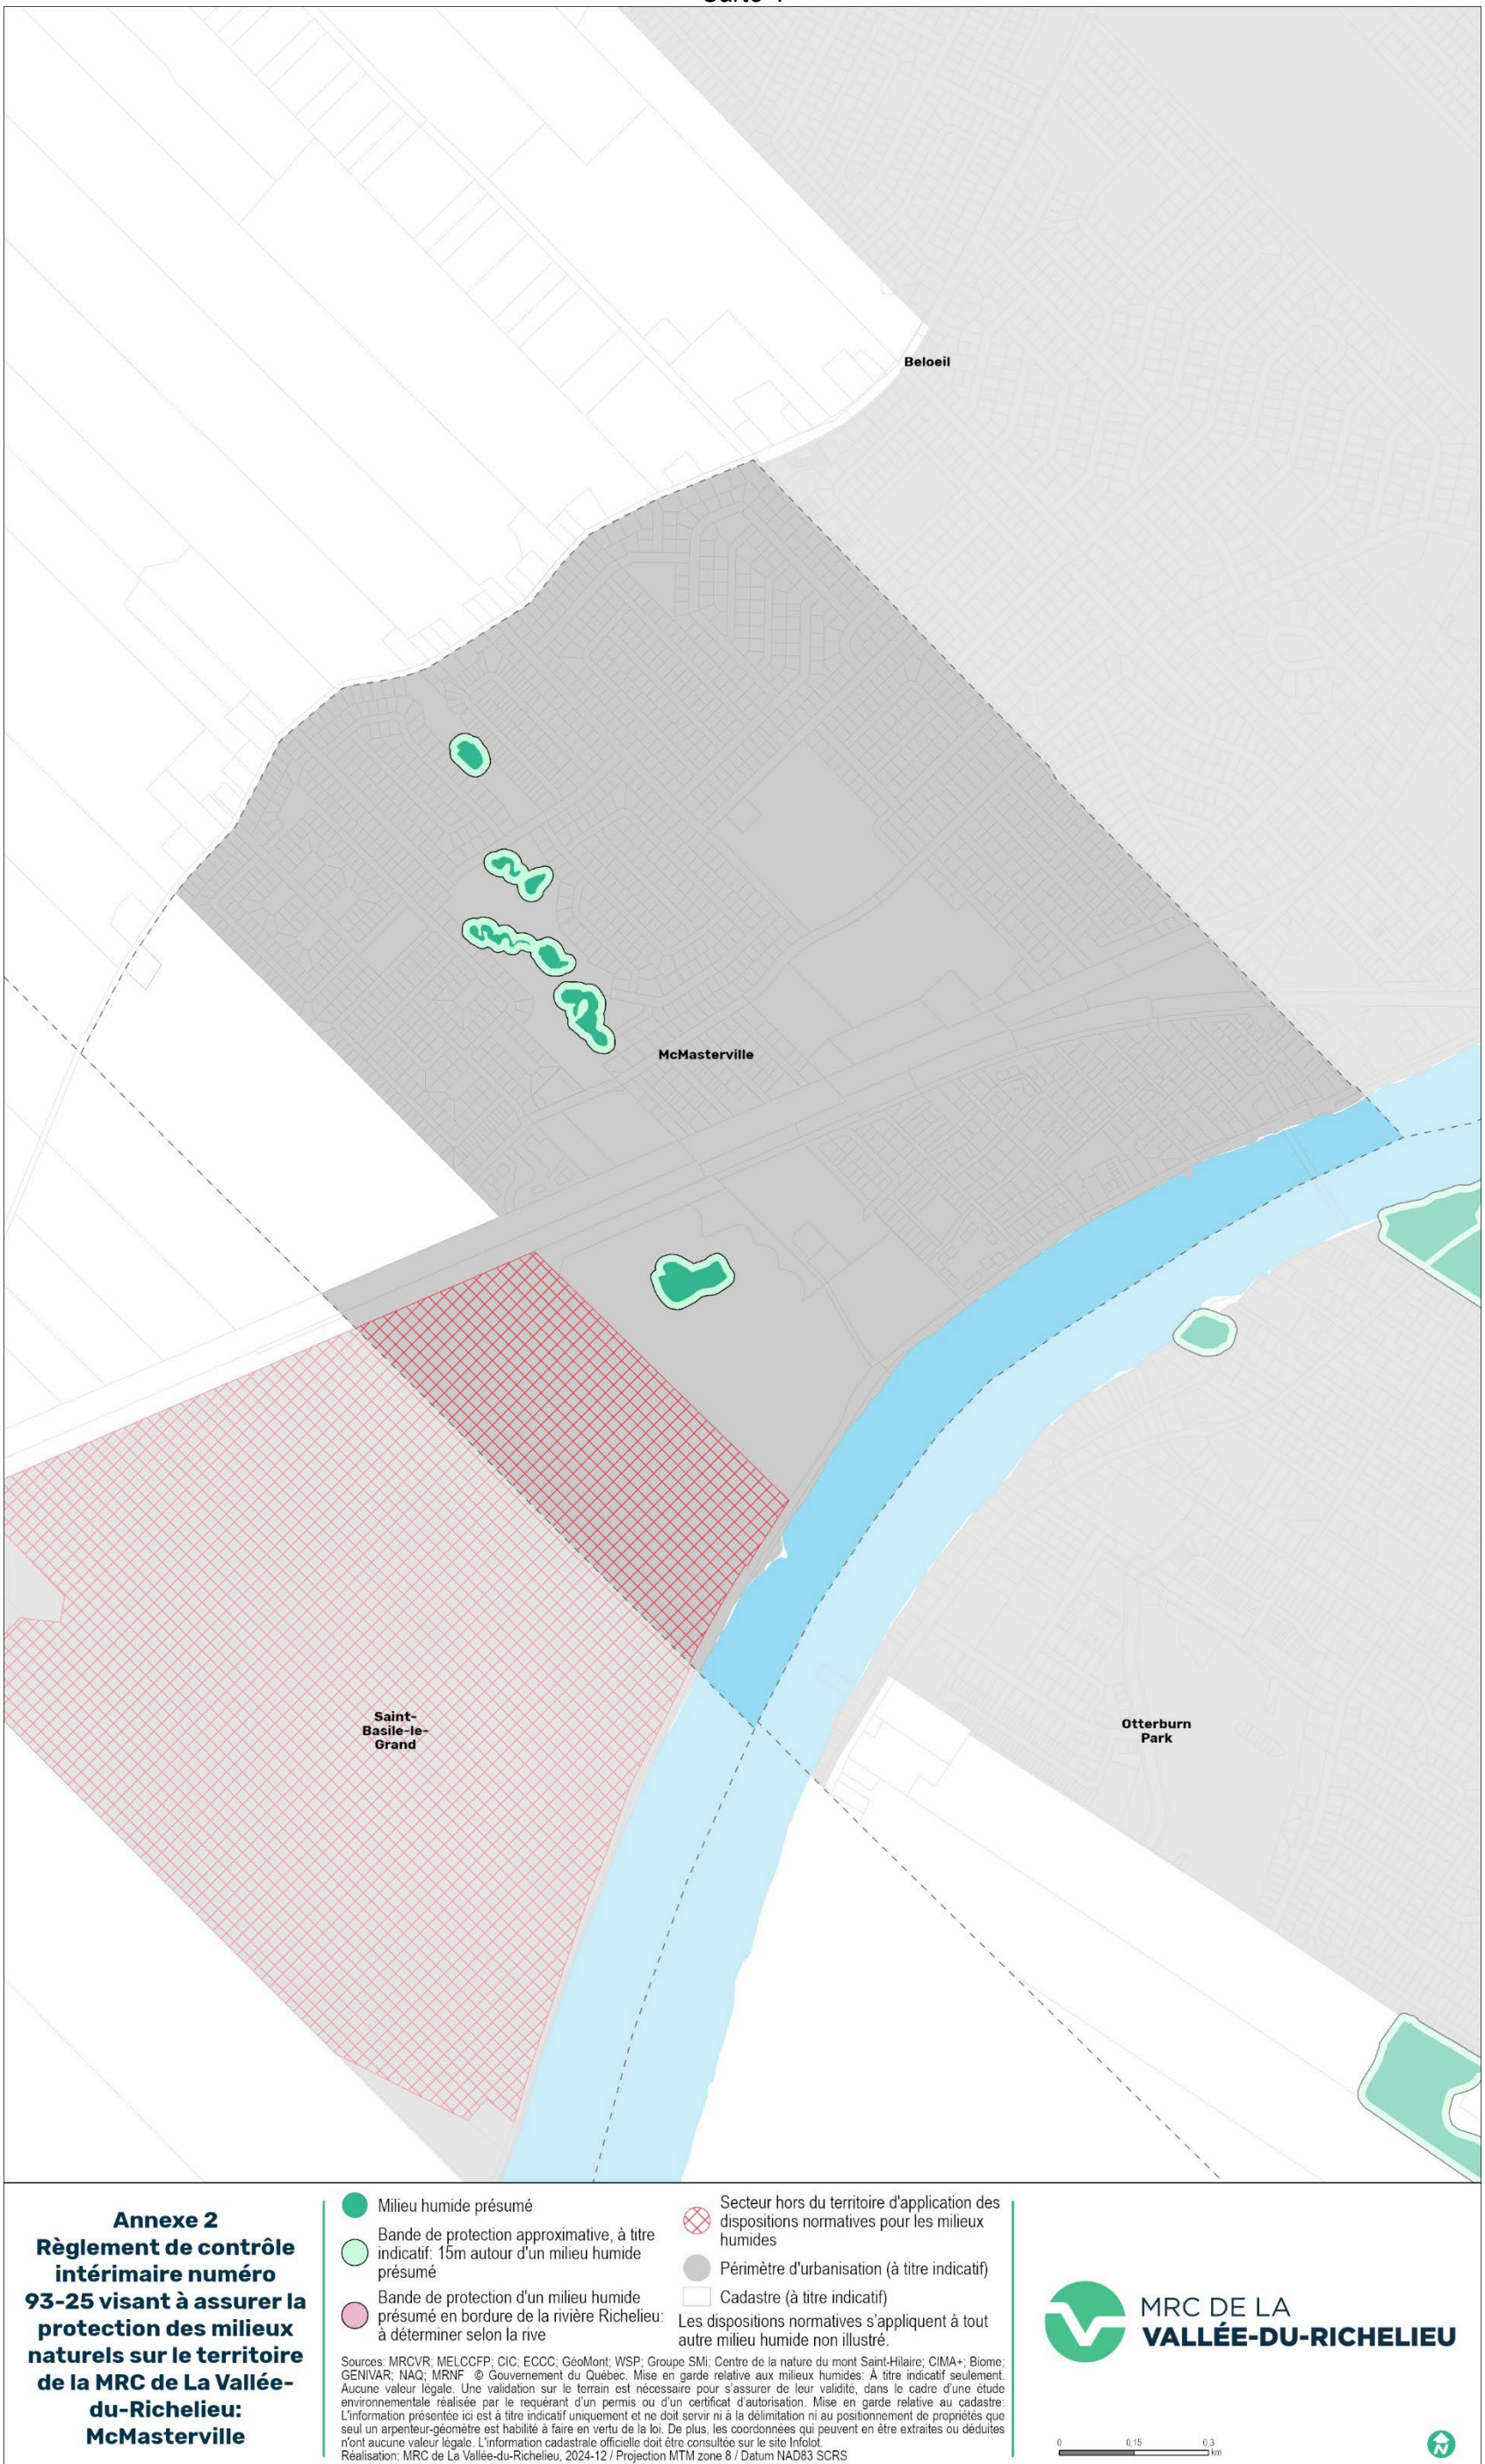 Beloeil
McMasterville
Saint-
Basile-le-
Grand
Otterburn
Park
Annexe 2
Règlement de contrôle
intérimaire numéro
93-25 visant à assurer la
protection des milieux
naturels sur le territoire
de la MRC de La Vallée-
du-Richelieu:
McMasterville
Milieu humide présumé
Bande de protection approximative, à titre
indicatif: 15m autour d'un milieu humide
présumé
Bande de protection d'un milieu humide
présumé en bordure de la rivière Richelieu:
à déterminer selon la rive
Secteur hors du territoire d'application des
dispositions normatives pour les milieux
humides
Périmètre d'urbanisation (à titre indicatif)
Cadastre (à titre indicatif)
Les dispositions normatives s'appliquent à tout
autre milieu humide non illustré.
Sources: MRCVR; MELCCFP; CIC; ECCC; GéoMont; WSP; Groupe SMi; Centre de la nature du mont Saint-Hilaire; CIMA+; Biome;
GENIVAR; NAQ; MRNF © Gouvernement du Québec. Mise en garde relative aux milieux humides: À titre indicatif seulement.
Aucune valeur légale. Une validation sur le terrain est nécessaire pour s'assurer de leur validité, dans le cadre d'une étude
environnementale réalisée par le requérant d'un permis ou d'un certificat d'autorisation. Mise en garde relative au cadastre:
L'information présentée ici est à titre indicatif uniquement et ne doit servir ni à la délimitation ni au positionnement de propriétés que
seul un arpenteur-géomètre est habilité à faire en vertu de la loi. De plus, les coordonnées qui peuvent en être extraites ou déduites
n'ont aucune valeur légale. L'information cadastrale officielle doit être consultée sur le site Infolot.
Réalisation: MRC de La Vallée-du-Richelieu, 2024-12 / Projection MTM zone 8 / Datum NAD83 SCRS
MRC DE LA
VALLÉE-DU-RICHELIEU
0 0,15 0,3
km
N